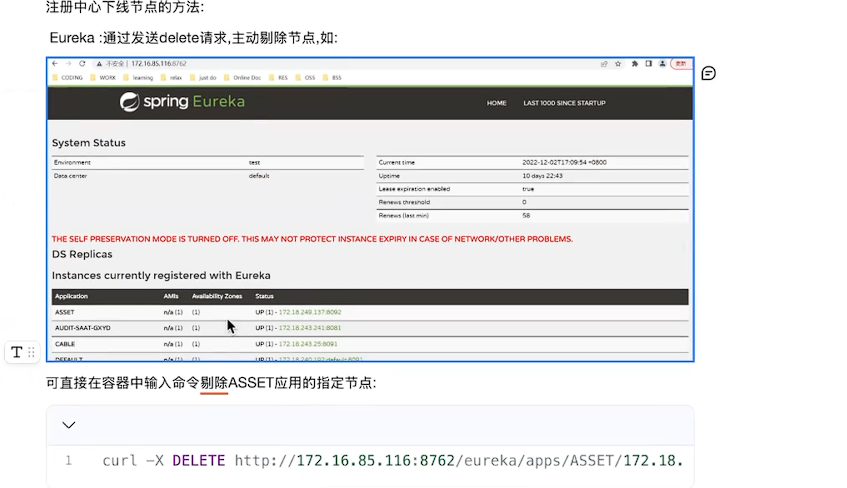 注册中心下线节点的方法:
Eureka :通过发送delete请求,主动剔除节点,如:
不安全 | 172.16.85.116:8762
更新
CODING WORK learning relax just do Online Doc RES OSS BSS
spring Eureka HOME LAST 1000 SINCE STARTUP
System Status
Environment test
Data center default
Current time 2022-12-02T17:09:54 +0800
Uptime 10 days 22:43
Lease expiration enabled true
Renews threshold 0
Renews (last min) 58
THE SELF PRESERVATION MODE IS TURNED OFF. THIS MAY NOT PROTECT INSTANCE EXPIRY IN CASE OF NETWORK/OTHER PROBLEMS.
DS Replicas
Instances currently registered with Eureka
Application AMIs Availability Zones Status
ASSET n/a (1) (1) UP (1) - 172.18.249.137:8092
AUDIT-SAAT-GXYD n/a (1) (1) UP (1) - 172.18.243.241:8081
CABLE n/a (1) (1) UP (1) - 172.18.243.25:8091
DEFAULT n/a (1) (1)
T
可直接在容器中输入命令剔除ASSET应用的指定节点:
1 curl -X DELETE http://172.16.85.116:8762/eureka/apps/ASSET/172.18.